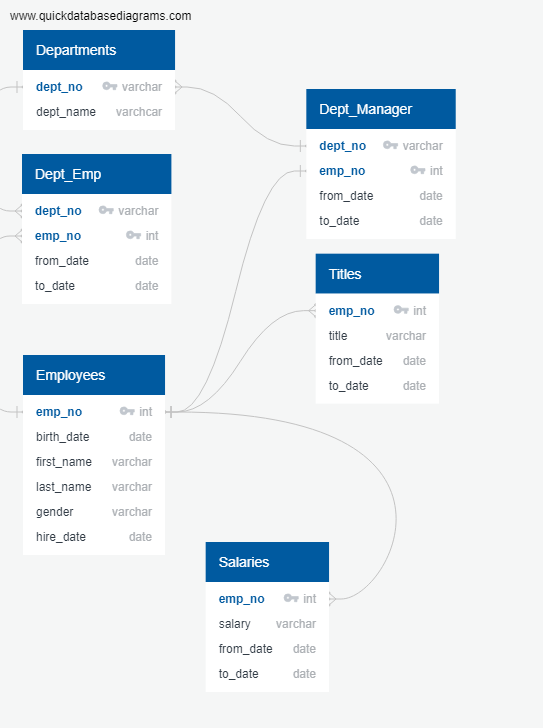 www.quickdatabasediagrams.com
Departments
dept_no varchar
dept_name varchcar
Dept_Manager
dept_no varchar
emp_no int
from_date date
to_date date
Dept_Emp
dept_no varchar
emp_no int
from_date date
to_date date
Titles
emp_no int
title varchar
from_date date
to_date date
Employees
emp_no int
birth_date date
first_name varchar
last_name varchar
gender varchar
hire_date date
Salaries
emp_no int
salary varchar
from_date date
to_date date